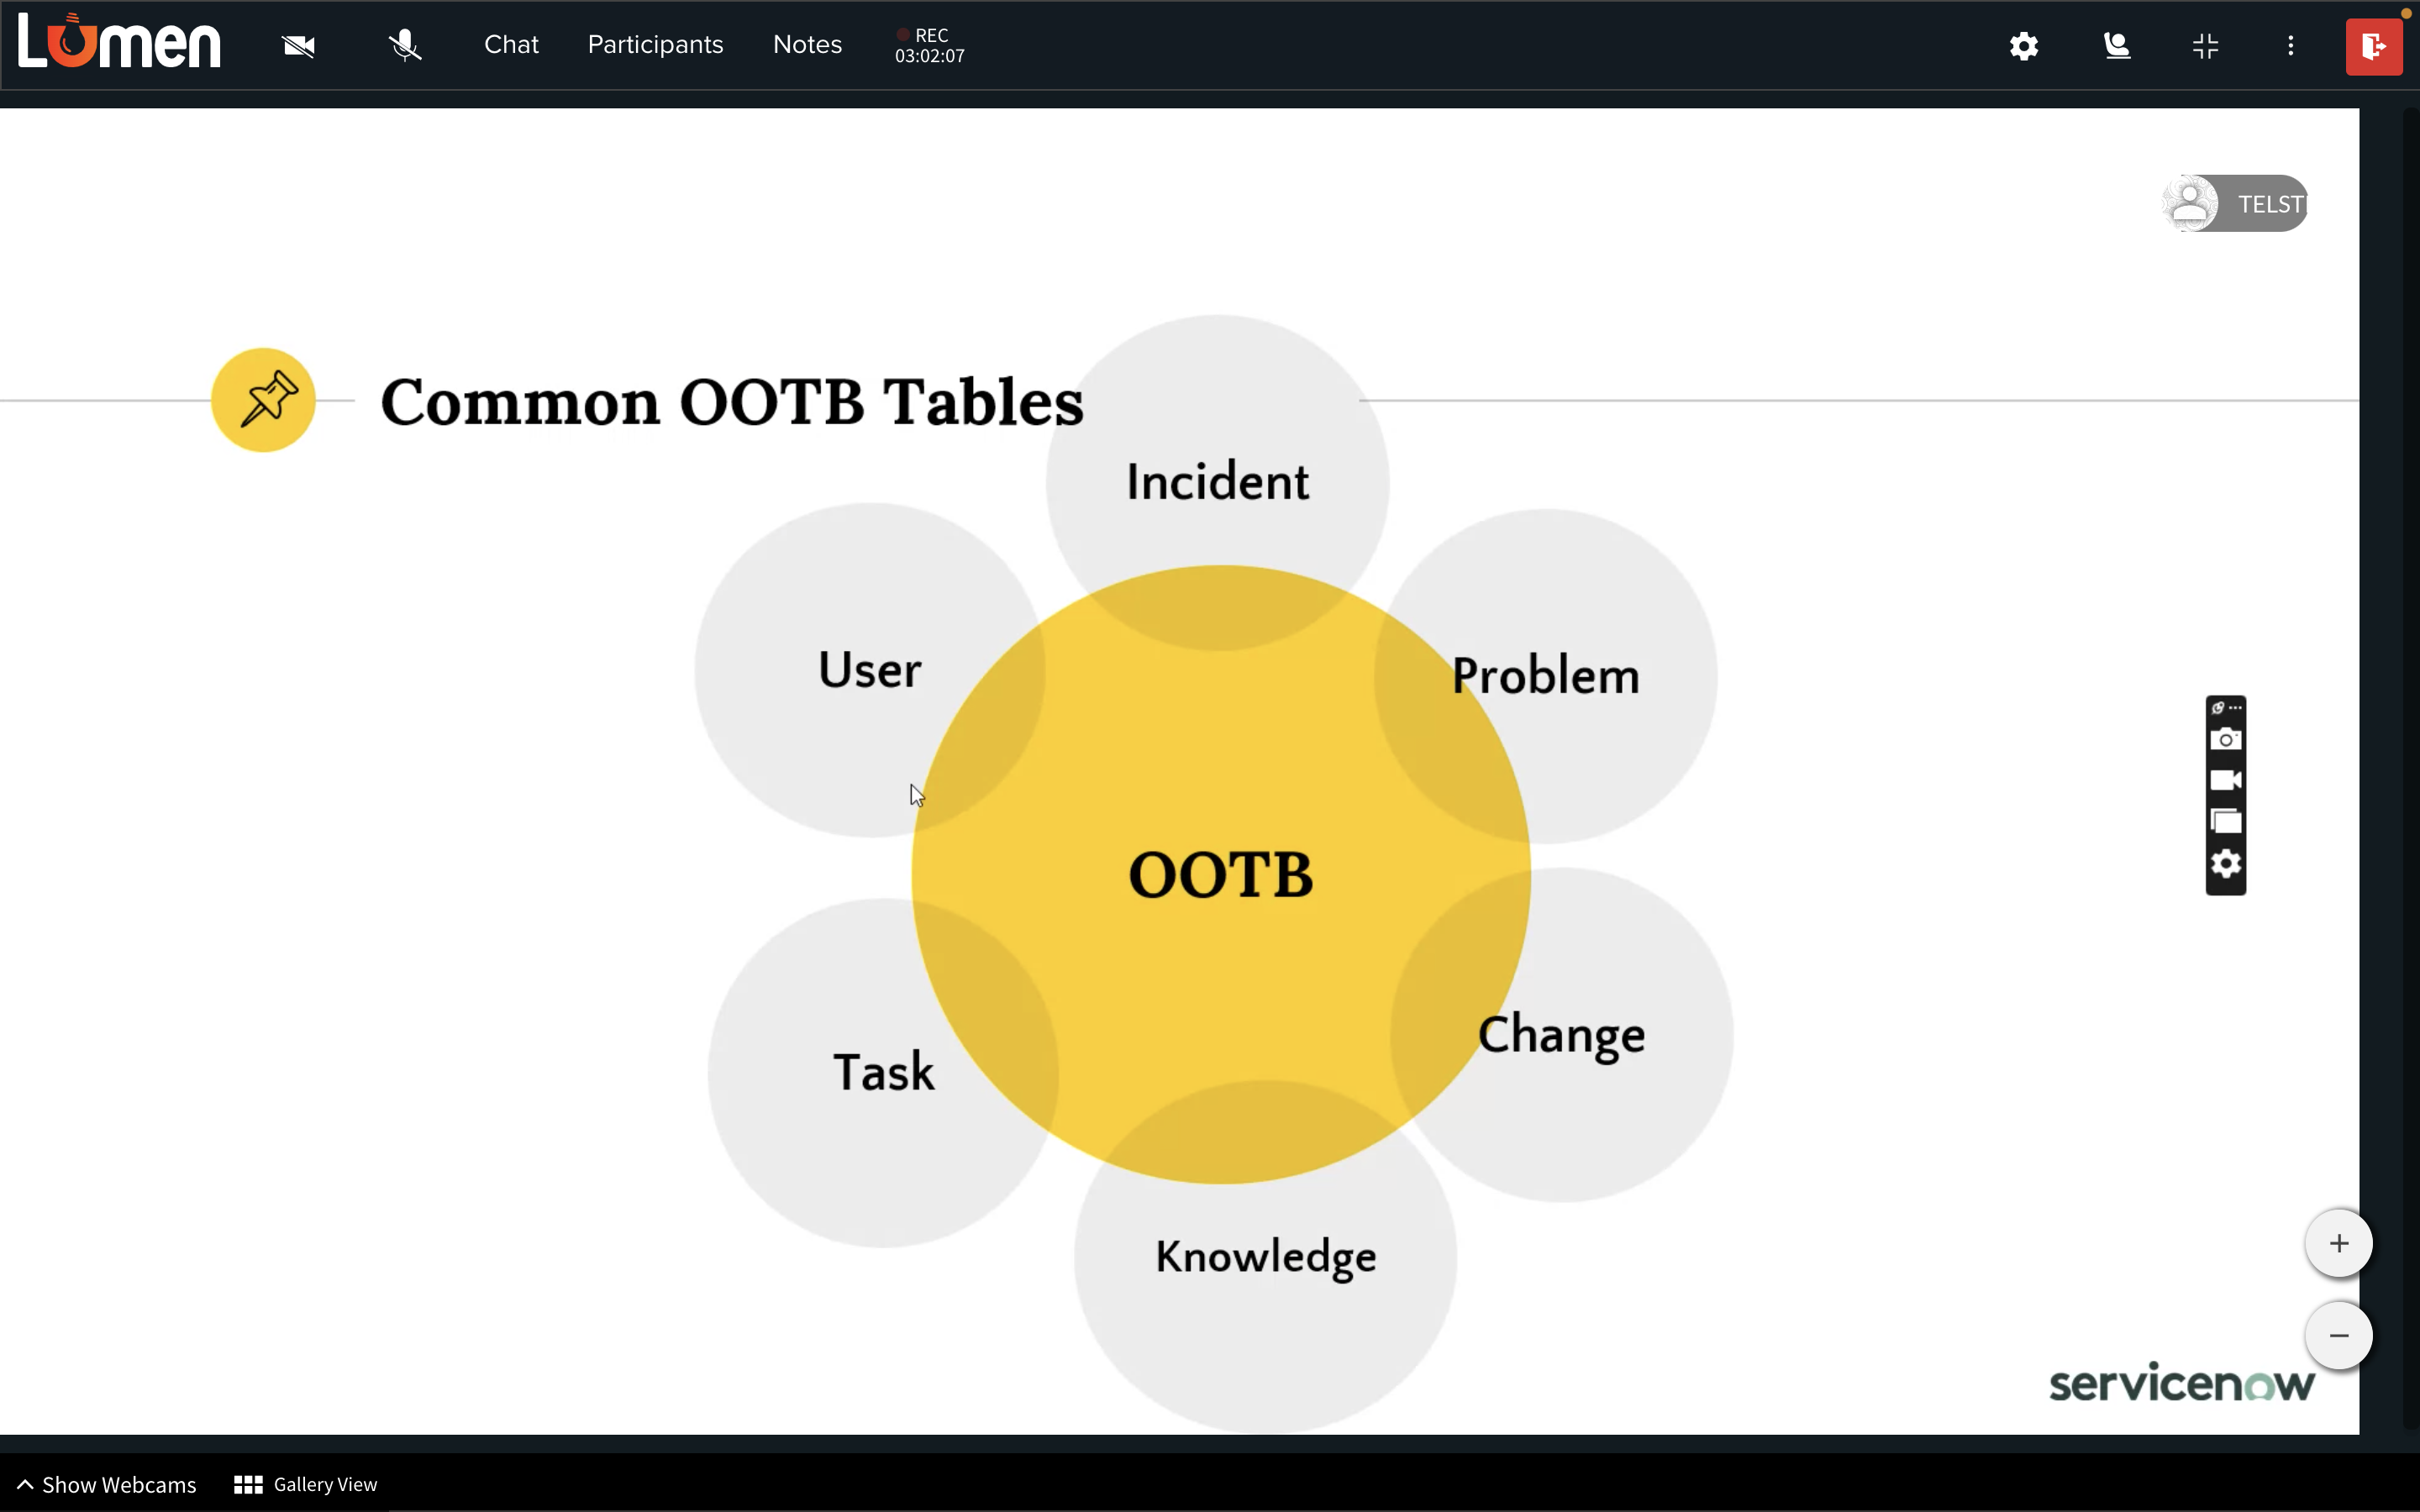 Lumen
Chat
Participants
Notes
REC
03:02:07
TELST
Common OOTB Tables
Incident
User
Problem
OOTB
Change
Task
Knowledge
servicenow
Show Webcams
Gallery View